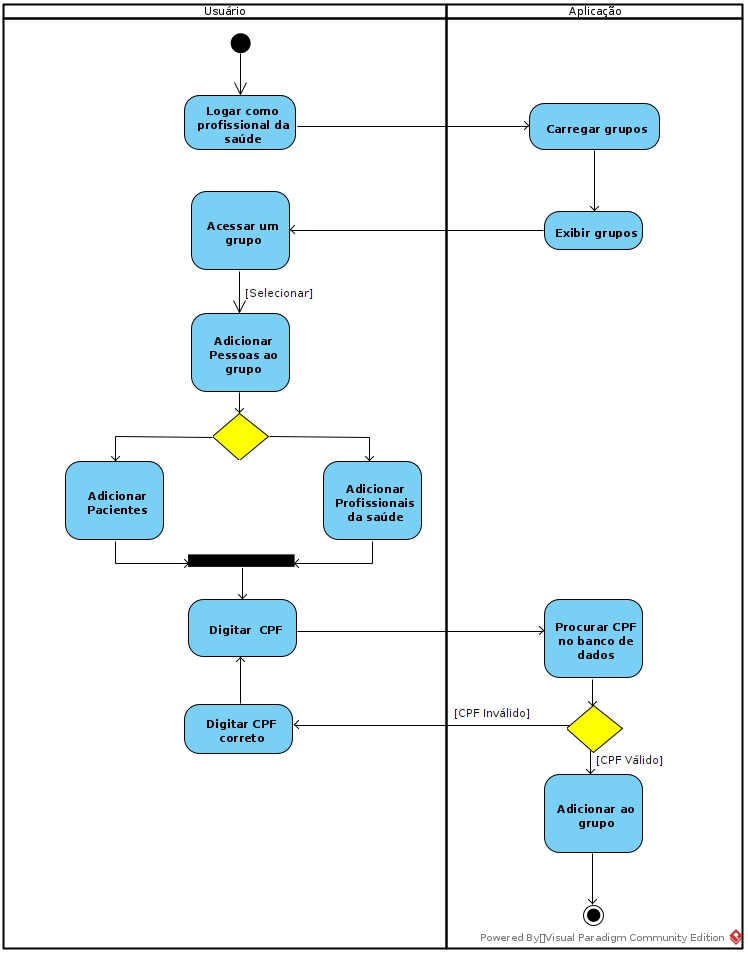 Usuário
Aplicação
Logar como
profissional da
saúde
Carregar grupos
Acessar um
grupo
Exibir grupos
[Selecionar]
Adicionar
Pessoas ao
grupo
Adicionar
Pacientes
Adicionar
Profissionais
da saúde
Digitar CPF
Procurar CPF
no banco de
dados
[CPF Inválido]
Digitar CPF
correto
[CPF Válido]
Adicionar ao
grupo
Powered By Visual Paradigm Community Edition